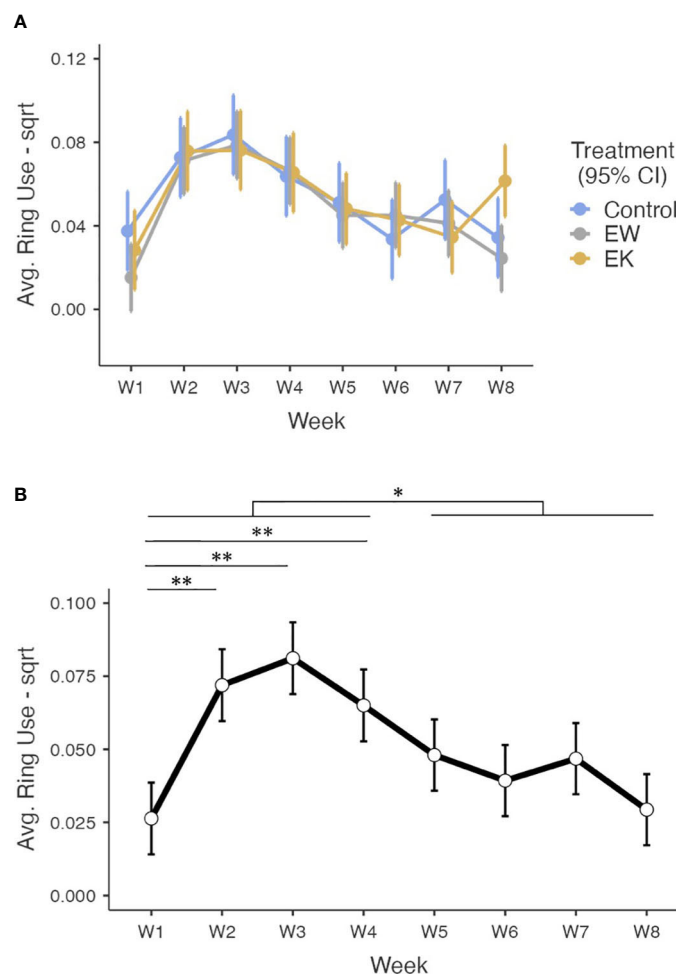 A
0.12
0.08
0.04
0.00
Avg. Ring Use - sqrt
W1 W2 W3 W4 W5 W6 W7 W8
Week
Treatment
(95% CI)
Control
EW
EK
B
*
**
**
**
0.100
0.075
0.050
0.025
0.000
Avg. Ring Use - sqrt
W1 W2 W3 W4 W5 W6 W7 W8
Week